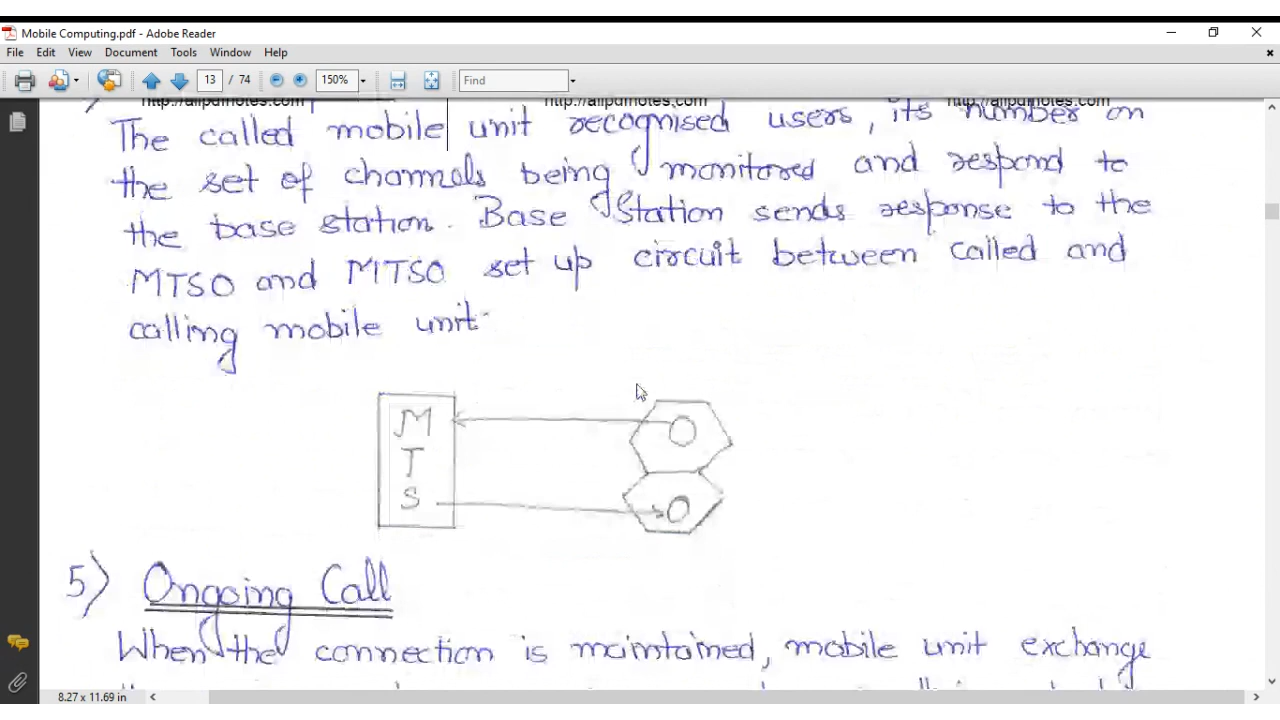 Mobile Computing.pdf - Adobe Reader
File Edit View Document Tools Window Help
13 / 74 150% Find
http://allpdfnotes.com http://allpdfnotes.com http://allpdfnotes.com
The called mobile unit recognised users, its number on
the set of channels being monitored and respond to
the base station. Base Station sends response to the
MTSO and MTSO set up circuit between called and
calling mobile unit
M
T
S
5) Ongoing Call
When the connection is maintained, mobile unit exchange
8.27 x 11.69 in